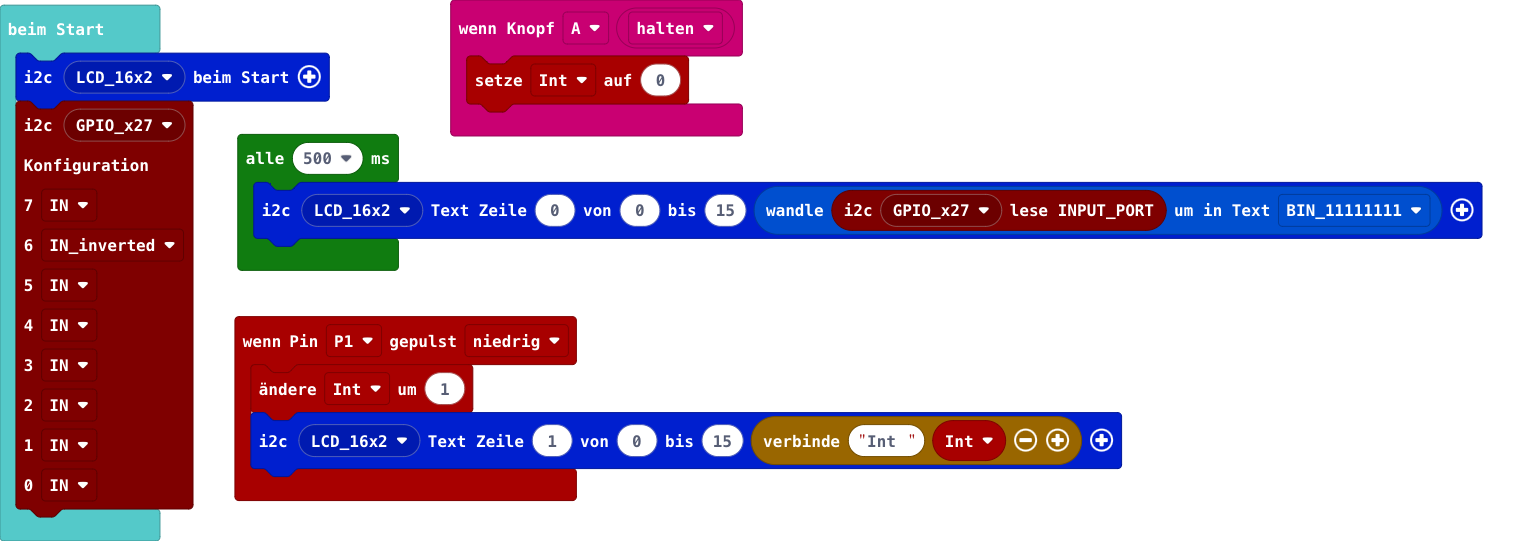 beim Start
i2c LCD_16x2 beim Start
i2c GPIO_x27
Konfiguration
7 IN
6 IN_inverted
5 IN
4 IN
3 IN
2 IN
1 IN
0 IN
wenn Knopf A halten
setze Int auf 0
alle 500 ms
i2c LCD_16x2 Text Zeile 0 von 0 bis 15 wandle i2c GPIO_x27 lese INPUT_PORT um in Text BIN_11111111
wenn Pin P1 gepulst niedrig
ändere Int um 1
i2c LCD_16x2 Text Zeile 1 von 0 bis 15 verbinde "Int " Int